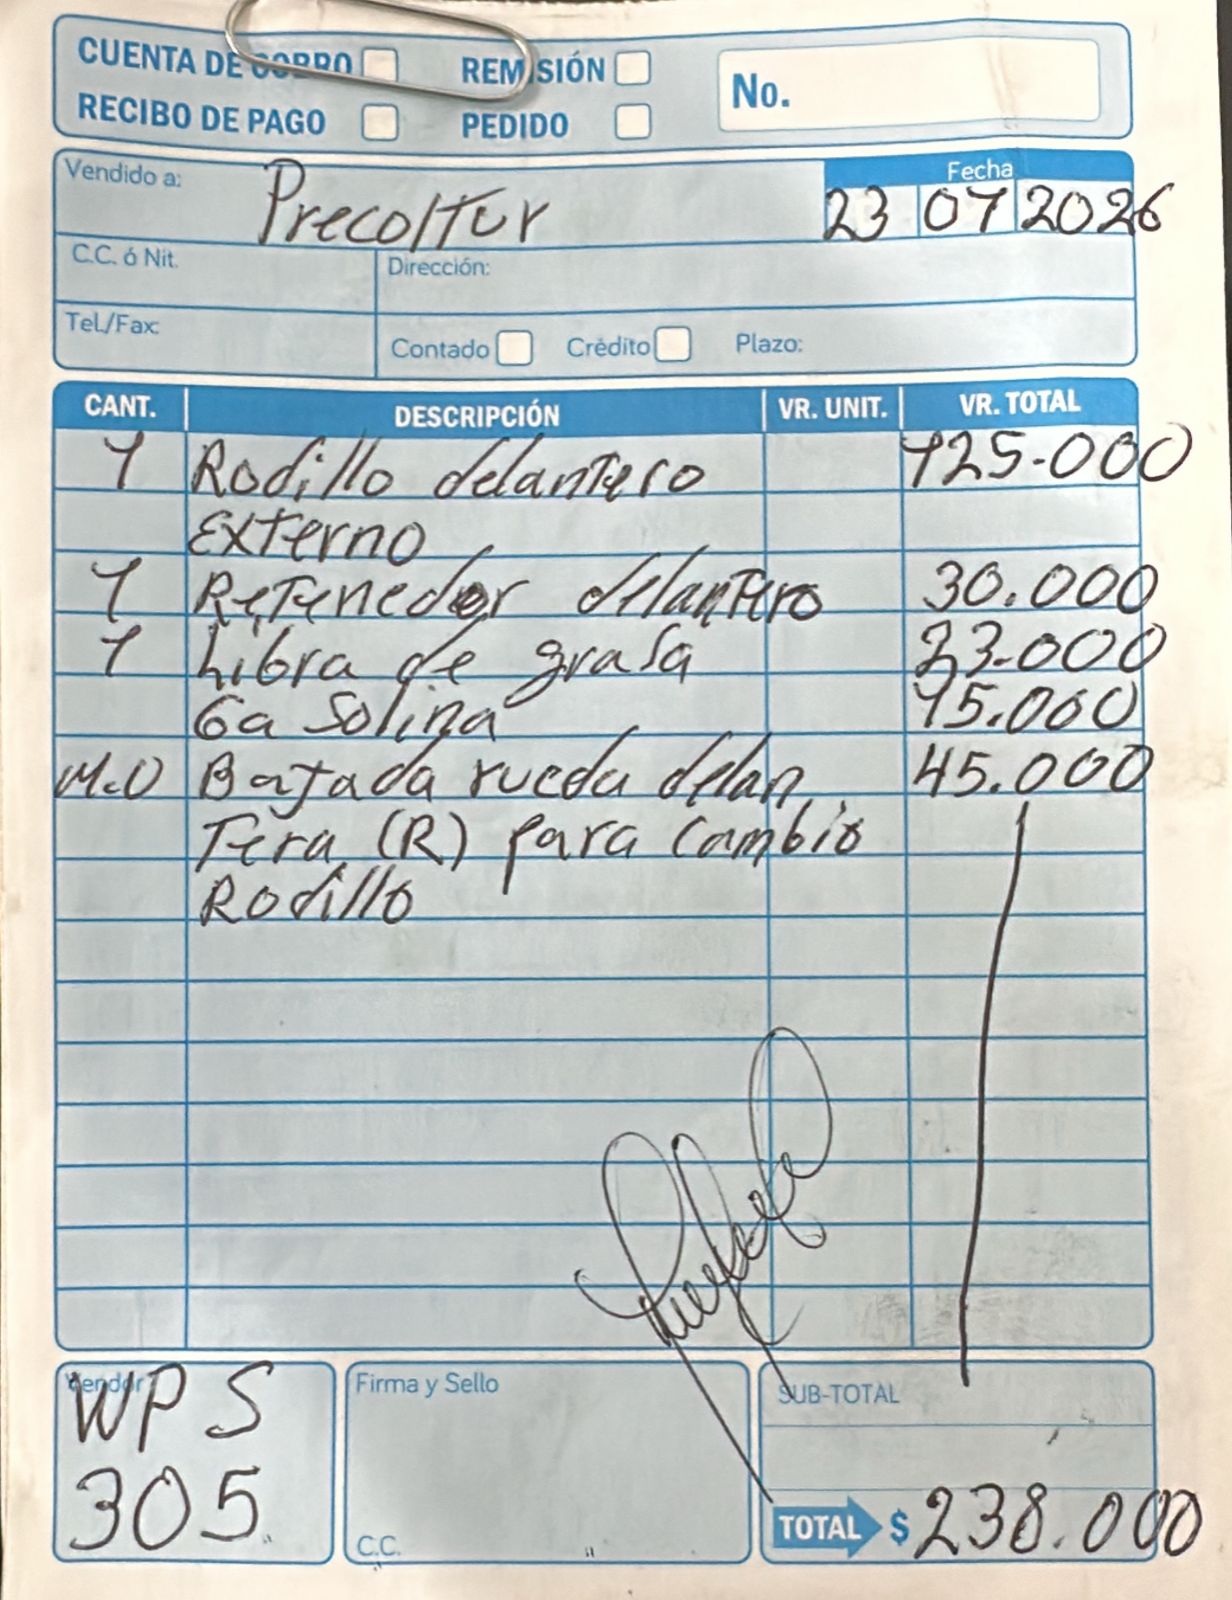 CUENTA DE COBRO REMISIÓN
RECIBO DE PAGO PEDIDO
No.
Vendido a: Precoltur
Fecha
23 07 2026
C.C. ó Nit. Dirección:
Tel./Fax: Contado Crèdito Plazo:
CANT. DESCRIPCIÓN VR. UNIT. VR. TOTAL
1 Rodillo delantero 125.000
Externo
1 Retenedor delantero 30.000
1 Libra de grasa 23.000
Gasolina 15.000
M.O Bajada rueda delan 45.000
Tera (R) para cambio
Rodillo
Vendor
WPS
305
Firma y Sello
C.C.
SUB-TOTAL
TOTAL $ 238.000